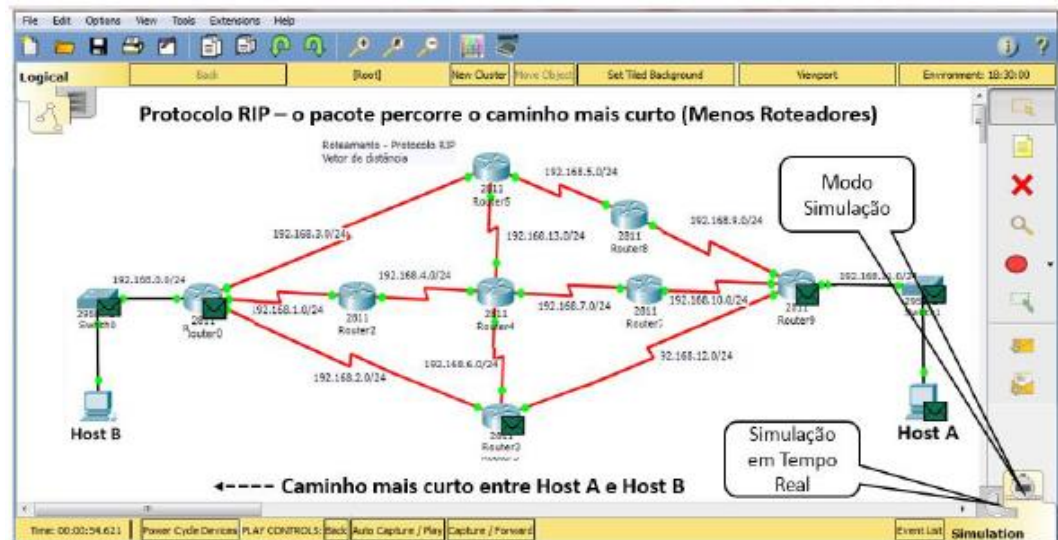 File Edit Options View Tools Extensions Help
Logical
Back
[Root]
New Cluster
Move Object
Set Tiled Background
Viewport
Environment: 18:30:00
Protocolo RIP – o pacote percorre o caminho mais curto (Menos Roteadores)
Roteamento - Protocolo RIP
Vetor de distância
Modo
Simulação
2811
Router5
192.168.5.0/24
2811
Router8
192.168.9.0/24
192.168.3.0/24
192.168.13.0/24
192.168.0.0/24
192.168.4.0/24
192.168.1.0/24
2811
Router2
2811
Router4
192.168.7.0/24
2811
192.168.10.0/24
2811
Router9
Switch0
192.168.6.0/24
192.168.2.0/24
92.168.12.0/24
Host B
Host A
Simulação
em Tempo
Real
Caminho mais curto entre Host A e Host B
Time: 00:00:54.621
Power Cycle Devices
PLAY CONTROLS:
Back
Auto Capture / Play
Capture / Forward
Event List
Simulation